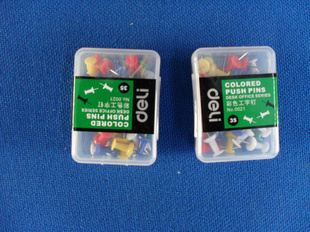 35
No.0021
彩色工字钉
DESK OFFICE SERIES
PUSH PINS
COLORED
deli
COLORED
PUSH PINS
DESK OFFICE SERIES
彩色工字钉
No.0021
35
deli